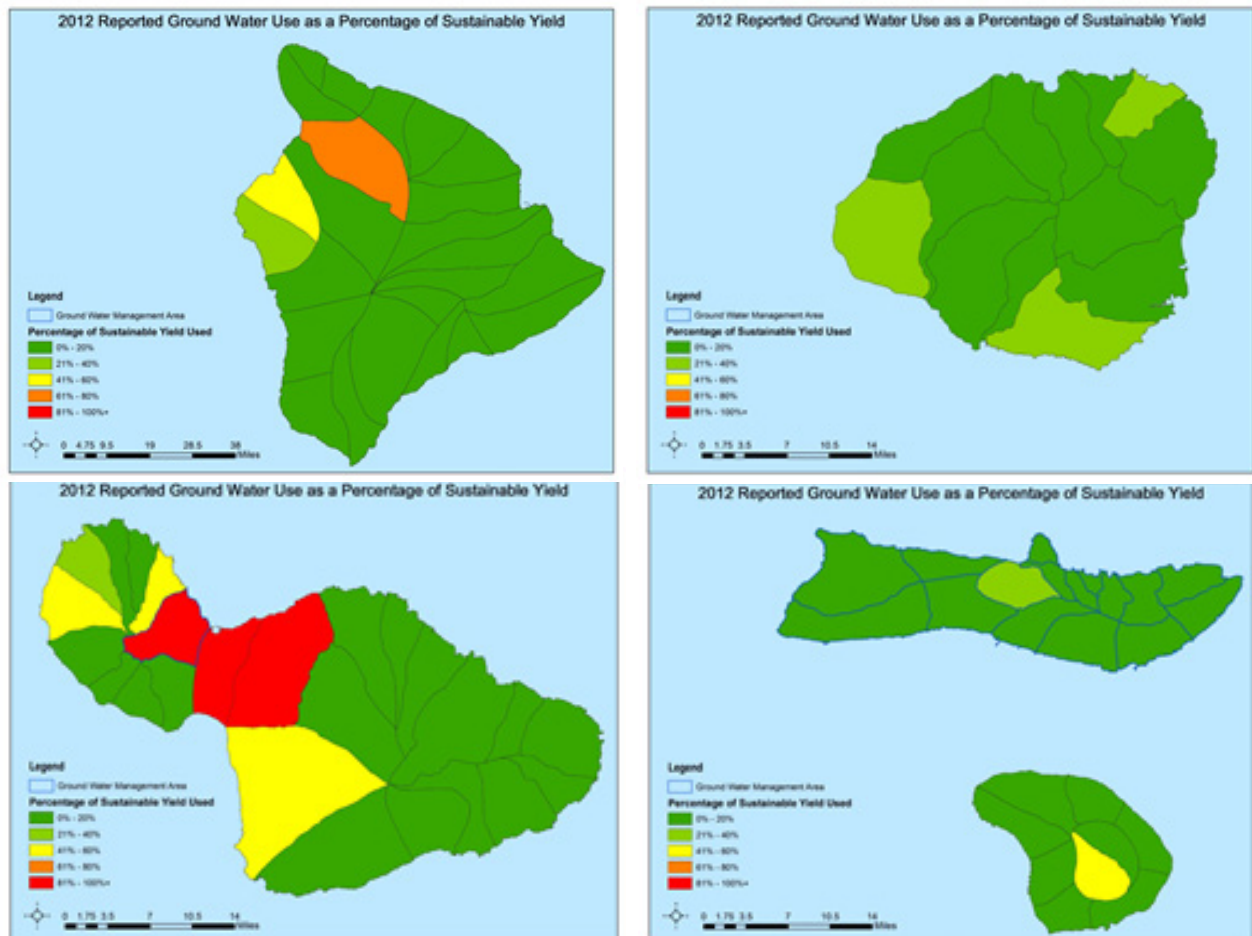 2012 Reported Ground Water Use as a Percentage of Sustainable Yield
Legend
Ground Water Management Area
Percentage of Sustainable Yield Used
0% - 20%
21% - 40%
41% - 60%
61% - 80%
81% - 100%+
0 4.75 9.5 19 28.5 38
Miles
2012 Reported Ground Water Use as a Percentage of Sustainable Yield
Legend
Ground Water Management Area
Percentage of Sustainable Yield Used
0% - 20%
21% - 40%
41% - 60%
61% - 80%
81% - 100%+
0 1.75 3.5 7 10.5 14
Miles
2012 Reported Ground Water Use as a Percentage of Sustainable Yield
Legend
Ground Water Management Area
Percentage of Sustainable Yield Used
0% - 20%
21% - 40%
41% - 60%
61% - 80%
81% - 100%+
0 1.75 3.5 7 10.5 14
Miles
2012 Reported Ground Water Use as a Percentage of Sustainable Yield
Legend
Ground Water Management Area
Percentage of Sustainable Yield Used
0% - 20%
21% - 40%
41% - 60%
61% - 80%
81% - 100%+
0 1.75 3.5 7 10.5 14
Miles